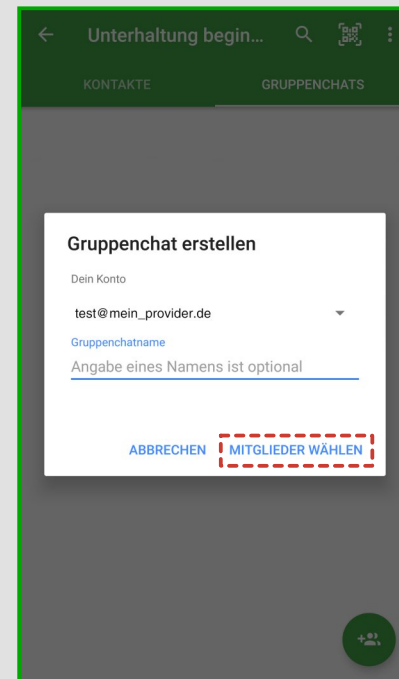 Unterhaltung begin...
KONTAKTE
GRUPPENCHATS
Gruppenchat erstellen
Dein Konto
test@mein_provider.de
Gruppenchatname
Angabe eines Namens ist optional
ABBRECHEN
MITGLIEDER WÄHLEN